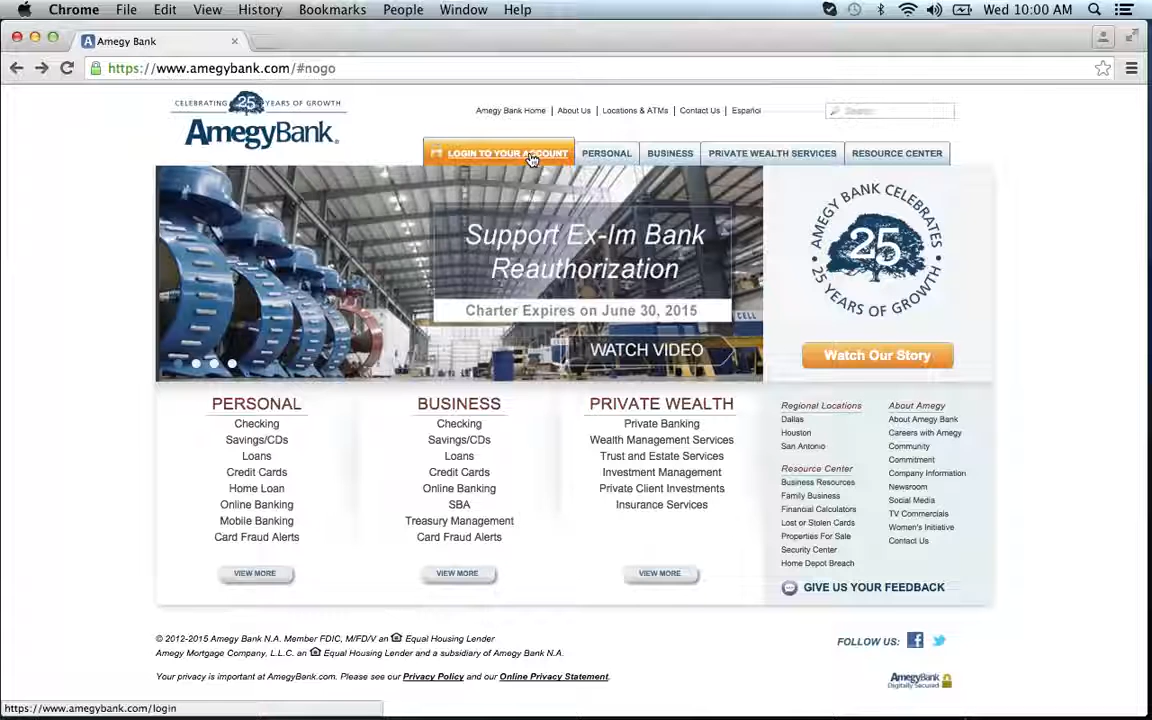 Chrome File Edit View History Bookmarks People Window Help Wed 10:00 AM
Amegy Bank
https://www.amegybank.com/#nogo
CELEBRATING 25 YEARS OF GROWTH
AmegyBank.
Amegy Bank Home | About Us | Locations & ATMs | Contact Us | Español
Search
LOGIN TO YOUR ACCOUNT PERSONAL BUSINESS PRIVATE WEALTH SERVICES RESOURCE CENTER
Support Ex-Im Bank
Reauthorization
Charter Expires on June 30, 2015
CELL
WATCH VIDEO
AMEGY BANK CELEBRATES
25
25 YEARS OF GROWTH
Watch Our Story
PERSONAL
Checking
Savings/CDs
Loans
Credit Cards
Home Loan
Online Banking
Mobile Banking
Card Fraud Alerts
VIEW MORE
BUSINESS
Checking
Savings/CDs
Loans
Credit Cards
Online Banking
SBA
Treasury Management
Card Fraud Alerts
VIEW MORE
PRIVATE WEALTH
Private Banking
Wealth Management Services
Trust and Estate Services
Investment Management
Private Client Investments
Insurance Services
VIEW MORE
Regional Locations
Dallas
Houston
San Antonio
Resource Center
Business Resources
Family Business
Financial Calculators
Lost or Stolen Cards
Properties For Sale
Security Center
Home Depot Breach
About Amegy
About Amegy Bank
Careers with Amegy
Community
Commitment
Company Information
Newsroom
Social Media
TV Commercials
Women's Initiative
Contact Us
GIVE US YOUR FEEDBACK
© 2012-2015 Amegy Bank N.A. Member FDIC, M/FD/V an Equal Housing Lender
Amegy Mortgage Company, L.L.C. an Equal Housing Lender and a subsidiary of Amegy Bank N.A.
Your privacy is important at AmegyBank.com. Please see our Privacy Policy and our Online Privacy Statement.
FOLLOW US:
AmegyBank
Digitally Secured
https://www.amegybank.com/login